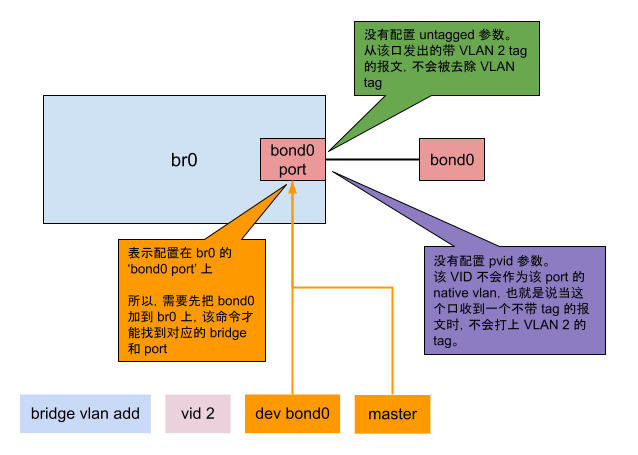 没有配置 untagged 参数。
从该口发出的带 VLAN 2 tag
的报文, 不会被去除 VLAN
tag
br0
bond0
port
bond0
表示配置在 br0 的
‘bond0 port’ 上
所以, 需要先把 bond0
加到 br0 上, 该命令才
能找到对应的 bridge
和 port
没有配置 pvid 参数。
该 VID 不会作为该 port 的
native vlan, 也就是说当这
个口收到一个不带 tag 的报
文时, 不会打上 VLAN 2 的
tag。
bridge vlan add
vid 2
dev bond0
master